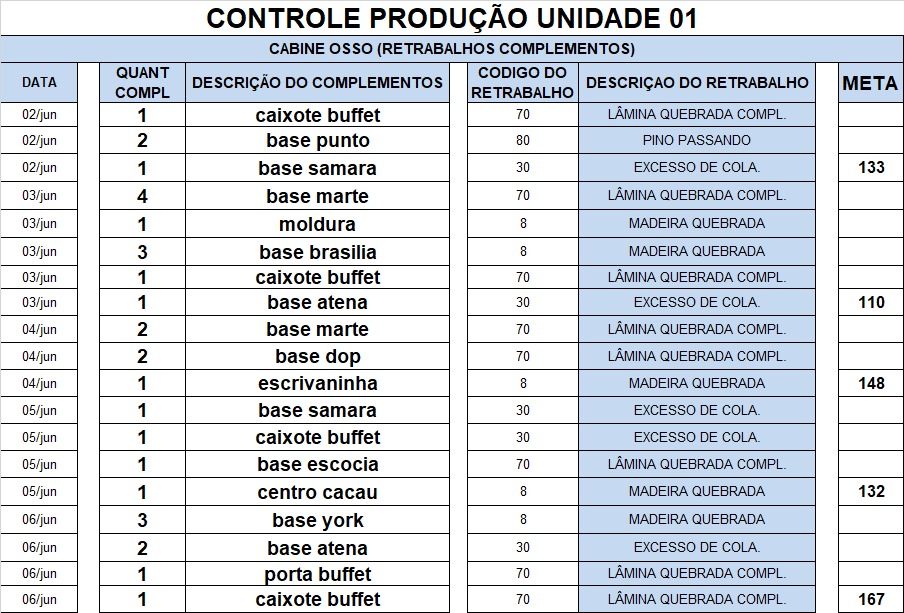 CONTROLE PRODUÇÃO UNIDADE 01
CABINE OSSO (RETRABALHOS COMPLEMENTOS)
DATA QUANT COMPL DESCRIÇÃO DO COMPLEMENTOS CODIGO DO RETRABALHO DESCRIÇAO DO RETRABALHO META
02/jun 1 caixote buffet 70 LÂMINA QUEBRADA COMPL.
02/jun 2 base punto 80 PINO PASSANDO
02/jun 1 base samara 30 EXCESSO DE COLA. 133
03/jun 4 base marte 70 LÂMINA QUEBRADA COMPL.
03/jun 1 moldura 8 MADEIRA QUEBRADA
03/jun 3 base brasilia 8 MADEIRA QUEBRADA
03/jun 1 caixote buffet 70 LÂMINA QUEBRADA COMPL.
03/jun 1 base atena 30 EXCESSO DE COLA. 110
04/jun 2 base marte 70 LÂMINA QUEBRADA COMPL.
04/jun 2 base dop 70 LÂMINA QUEBRADA COMPL.
04/jun 1 escrivaninha 8 MADEIRA QUEBRADA 148
05/jun 1 base samara 30 EXCESSO DE COLA.
05/jun 1 caixote buffet 30 EXCESSO DE COLA.
05/jun 1 base escocia 70 LÂMINA QUEBRADA COMPL.
05/jun 1 centro cacau 8 MADEIRA QUEBRADA 132
06/jun 3 base york 8 MADEIRA QUEBRADA
06/jun 2 base atena 30 EXCESSO DE COLA.
06/jun 1 porta buffet 70 LÂMINA QUEBRADA COMPL.
06/jun 1 caixote buffet 70 LÂMINA QUEBRADA COMPL. 167